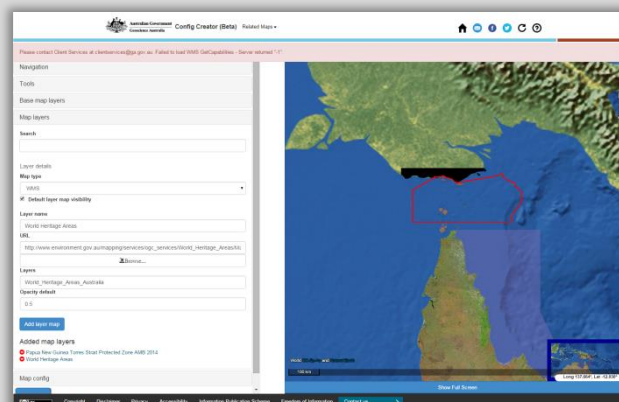 Australian Government
Geoscience Australia
Config Creator (Beta)
Related Maps
Please contact Client Services at clientservices@ga.gov.au. Failed to load WMS GetCapabilities - Server returned "-1".
Navigation
Tools
Base map layers
Map layers
Search
Layer details
Map type
WMS
Default layer map visibility
Layer name
World Heritage Areas
URL
http://www.environment.gov.au/mapping/services/ogc_services/World_Heritage_Areas/
Browse...
Layers
World_Heritage_Areas_Australia
Opacity default
0.5
Add layer map
Added map layers
Papua New Guinea Torres Strait Protected Zone AMB 2014
World Heritage Areas
Map config
Show Full Screen
Copyright
Disclaimer
Privacy
Accessibility
Information Publication Scheme
Freedom of Information
Contact us